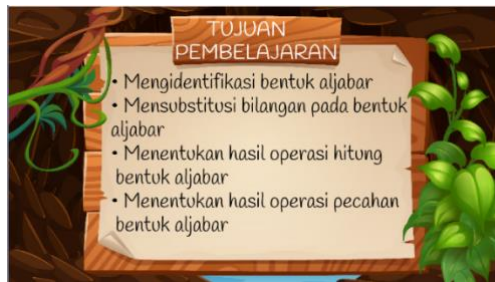 TUJUAN
PEMBELAJARAN
• Mengidentifikasi bentuk aljabar
• Mensubstitusi bilangan pada bentuk
aljabar
• Menentukan hasil operasi hitung
bentuk aljabar
• Menentukan hasil operasi pecahan
bentuk aljabar